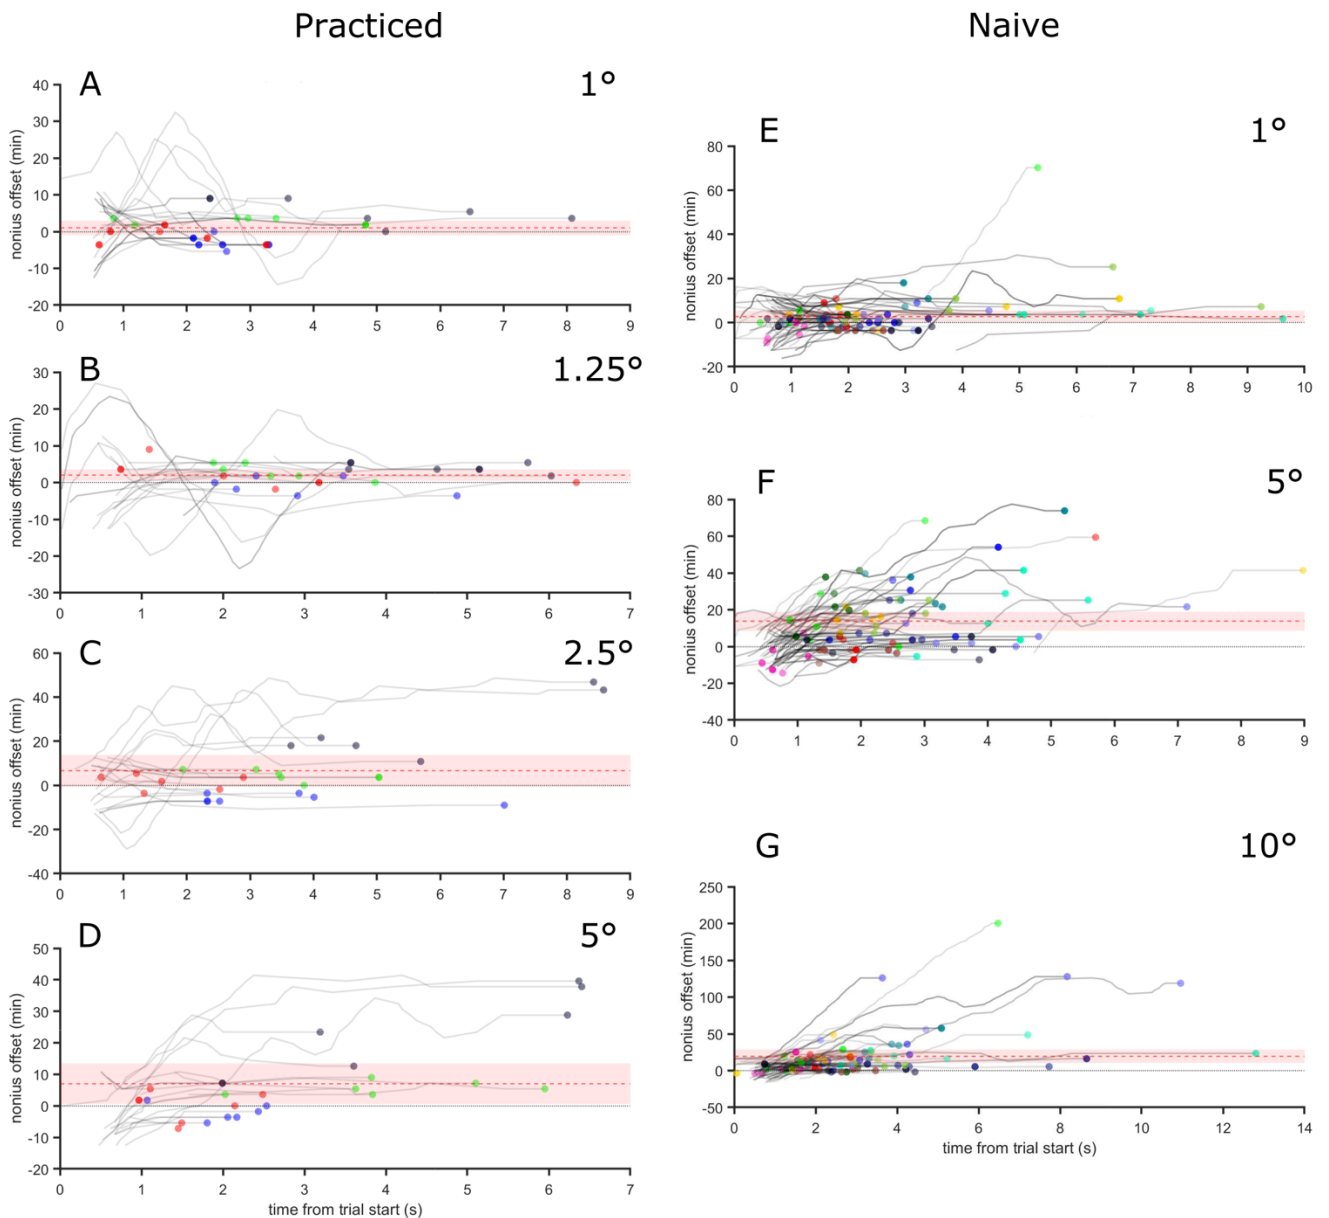 Practiced
Naive
A 1°
nonius offset (min)
40
30
20
10
0
-10
-20
0 1 2 3 4 5 6 7 8 9
B 1.25°
nonius offset (min)
30
20
10
0
-10
-20
-30
0 1 2 3 4 5 6 7
C 2.5°
nonius offset (min)
60
40
20
0
-20
-40
0 1 2 3 4 5 6 7 8 9
D 5°
nonius offset (min)
50
40
30
20
10
0
-10
-20
0 1 2 3 4 5 6 7
time from trial start (s)
E 1°
nonius offset (min)
80
60
40
20
0
-20
0 1 2 3 4 5 6 7 8 9 10
F 5°
nonius offset (min)
80
60
40
20
0
-20
-40
0 1 2 3 4 5 6 7 8 9
G 10°
nonius offset (min)
250
200
150
100
50
0
-50
0 2 4 6 8 10 12 14
time from trial start (s)